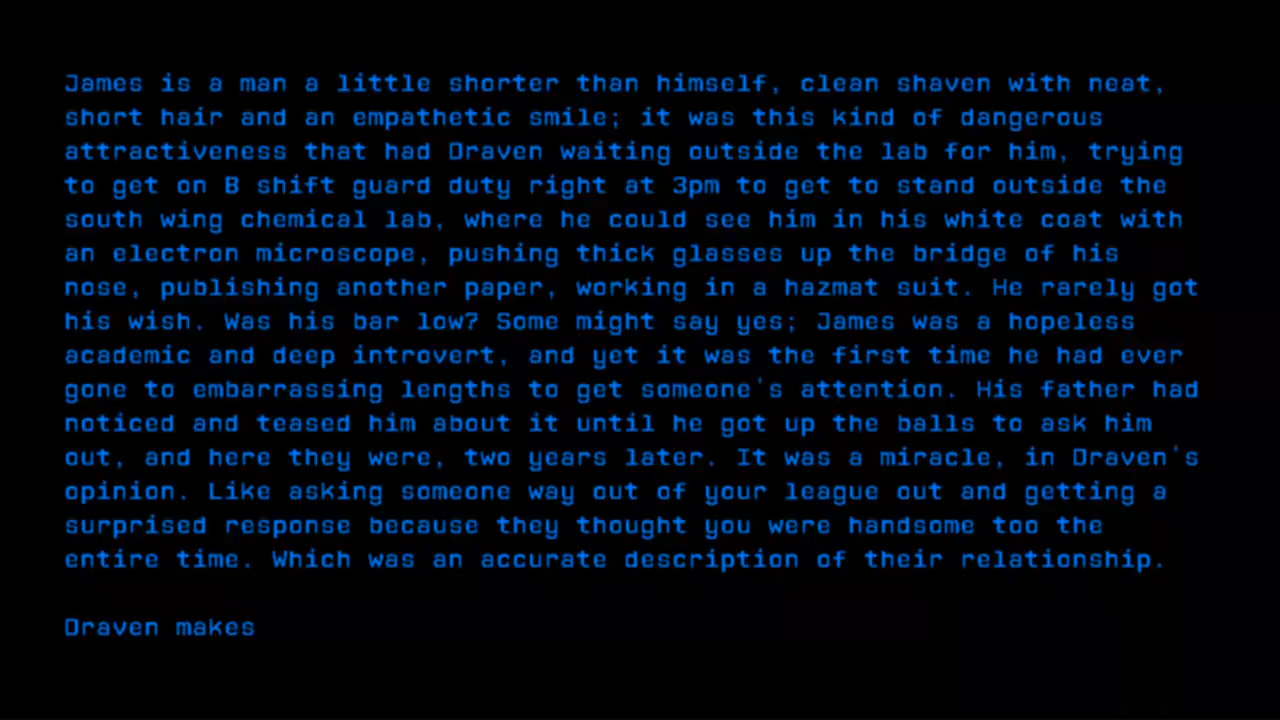 James is a man a little shorter than himself, clean shaven with neat,
short hair and an empathetic smile; it was this kind of dangerous
attractiveness that had Draven waiting outside the lab for him, trying
to get on B shift guard duty right at 3pm to get to stand outside the
south wing chemical lab, where he could see him in his white coat with
an electron microscope, pushing thick glasses up the bridge of his
nose, publishing another paper, working in a hazmat suit. He rarely got
his wish. Was his bar low? Some might say yes; James was a hopeless
academic and deep introvert, and yet it was the first time he had ever
gone to embarrassing lengths to get someone's attention. His father had
noticed and teased him about it until he got up the balls to ask him
out, and here they were, two years later. It was a miracle, in Draven's
opinion. Like asking someone way out of your league out and getting a
surprised response because they thought you were handsome too the
entire time. Which was an accurate description of their relationship.
Draven makes